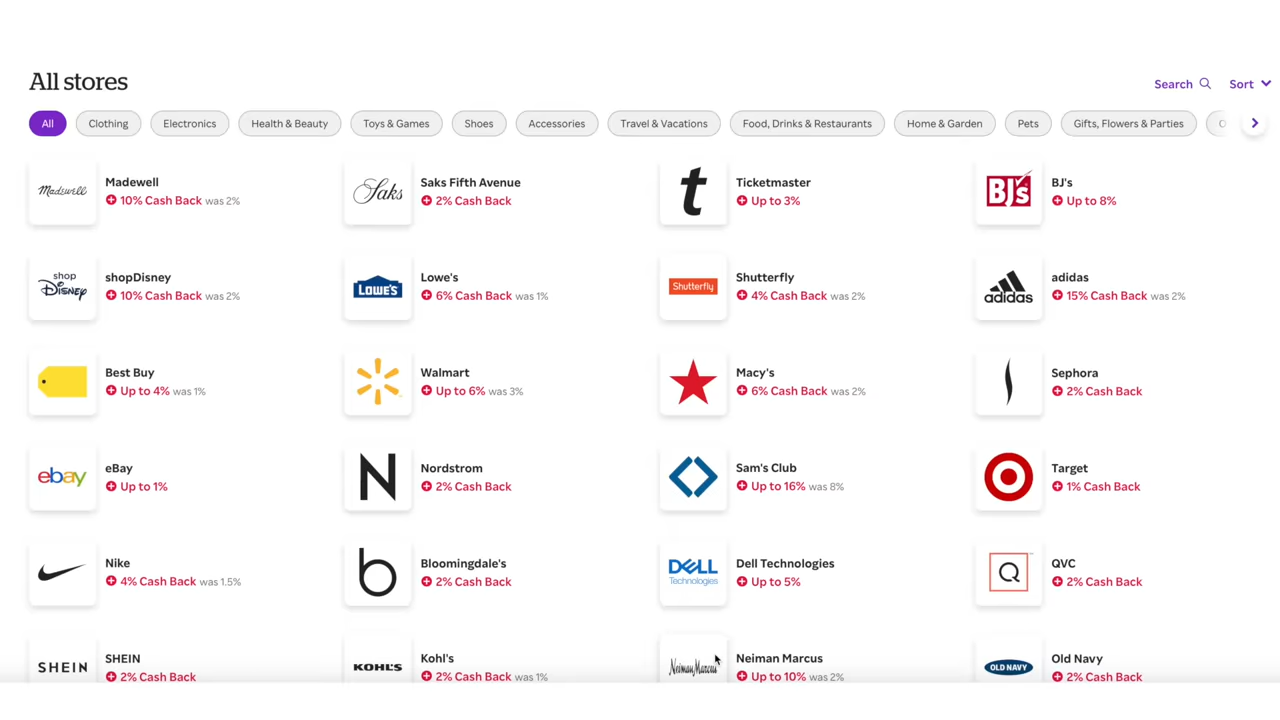 All stores
Search
Sort
All
Clothing
Electronics
Health & Beauty
Toys & Games
Shoes
Accessories
Travel & Vacations
Food, Drinks & Restaurants
Home & Garden
Pets
Gifts, Flowers & Parties
Madewell
Madewell
10% Cash Back was 2%
Saks
Saks Fifth Avenue
2% Cash Back
t
Ticketmaster
Up to 3%
BJ's
BJ's
Up to 8%
shop
Disney
shopDisney
10% Cash Back was 2%
LOWE'S
Lowe's
6% Cash Back was 1%
Shutterfly
Shutterfly
4% Cash Back was 2%
adidas
adidas
15% Cash Back was 2%
Best Buy
Up to 4% was 1%
Walmart
Up to 6% was 3%
Macy's
6% Cash Back was 2%
Sephora
2% Cash Back
ebay
eBay
Up to 1%
N
Nordstrom
2% Cash Back
Sam's Club
Up to 16% was 8%
Target
1% Cash Back
Nike
4% Cash Back was 1.5%
b
Bloomingdale's
2% Cash Back
DELL
Technologies
Dell Technologies
Up to 5%
Q
QVC
2% Cash Back
SHEIN
SHEIN
2% Cash Back
KOHL'S
Kohl's
2% Cash Back was 1%
Neiman Marcus
Neiman Marcus
Up to 10% was 2%
OLD NAVY
Old Navy
2% Cash Back